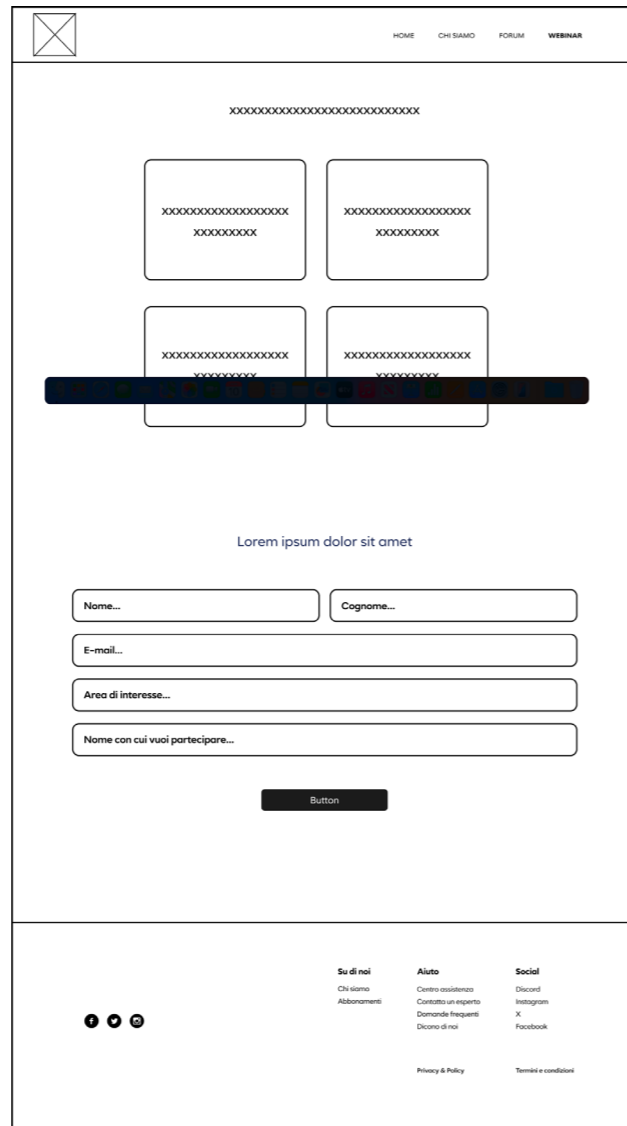 HOME CHI SIAMO FORUM WEBINAR
XXXXXXXXXXXXXXXXXXXXXXXXXXX
XXXXXXXXXXXXXXXXXX XXXXXXXXXXXXXXXXXX
XXXXXXXXX XXXXXXXXX
XXXXXXXXXXXXXXXXXX XXXXXXXXXXXXXXXXXX
XXXXXXXXX XXXXXXXXX
Lorem ipsum dolor sit amet
Nome... Cognome...
E-mail...
Area di interesse...
Nome con cui vuoi partecipare...
Button
Su di noi Aiuto Social
Chi siamo Centro assistenza Discord
Abbonamenti Contatta un esperto Instagram
Domande frequenti X
Dicono di noi Facebook
Privacy & Policy Termini e condizioni